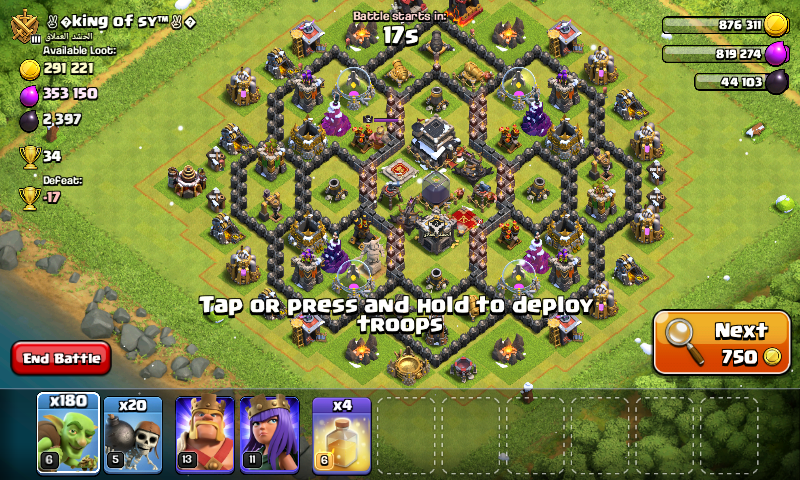 ✌�king of SY™✌�
الحشد العملاق
Available Loot:
291 221
353 150
2,397
34
Defeat:
-17
Battle starts in:
17s
876 311
819 274
44 103
Tap or press and hold to deploy
troops
End Battle
Next
750
x180
x20
x4
6
5
13
11
6